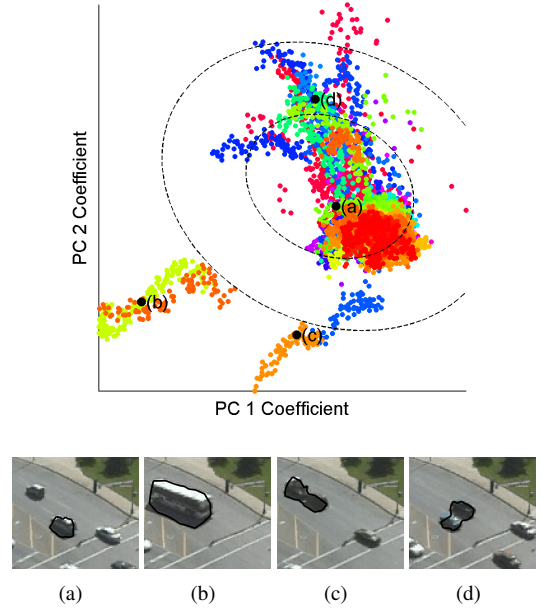 (d)
(a)
(b)
(c)
PC 2 Coefficient
PC 1 Coefficient
(a) (b) (c) (d)